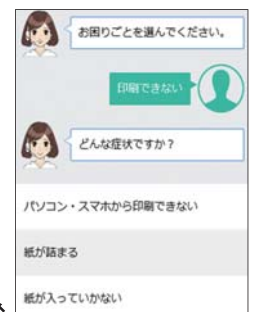 お困りごとを選んでください。
印刷できない
どんな症状ですか？
パソコン・スマホから印刷できない
紙が詰まる
紙が入っていかない